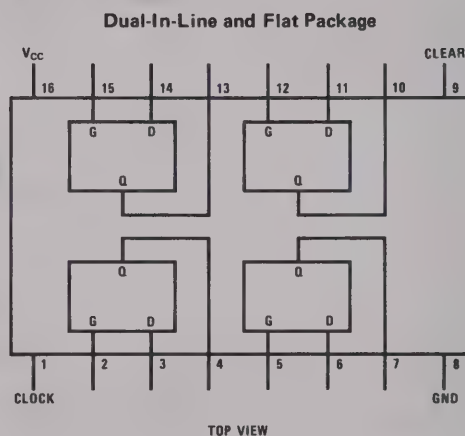 Dual-In-Line and Flat Package
VCC CLEAR
16 15 14 13 12 11 10 9
G D G D
Q Q
Q Q
G D G D
1 2 3 4 5 6 7 8
CLOCK GND
TOP VIEW